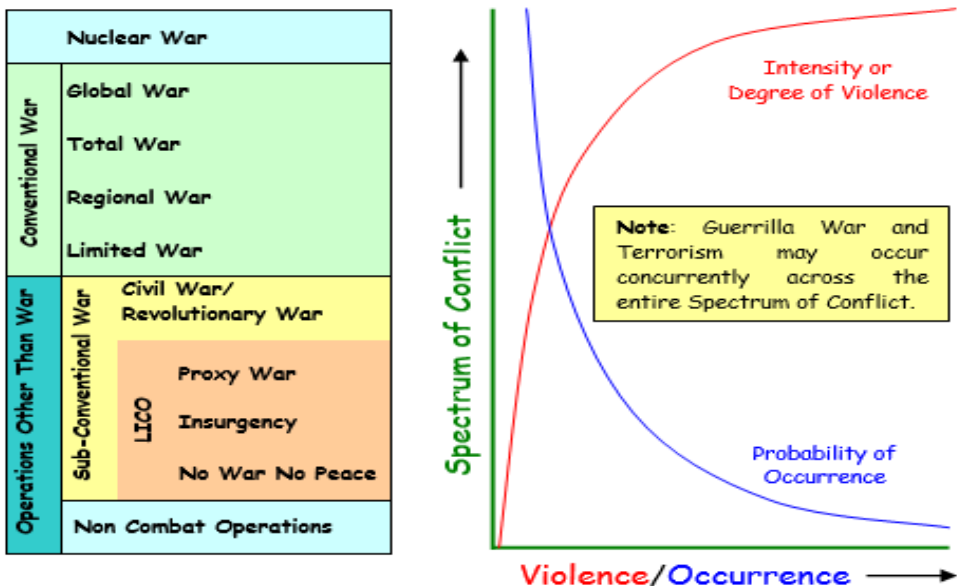 Nuclear War
Conventional War
Global War
Total War
Regional War
Limited War
Operations Other Than War
Sub-Conventional War
Civil War/
Revolutionary War
LICO
Proxy War
Insurgency
No War No Peace
Non Combat Operations
Spectrum of Conflict
Intensity or
Degree of Violence
Note: Guerrilla War and
Terrorism may occur
concurrently across the
entire Spectrum of Conflict.
Probability of
Occurrence
Violence/Occurrence